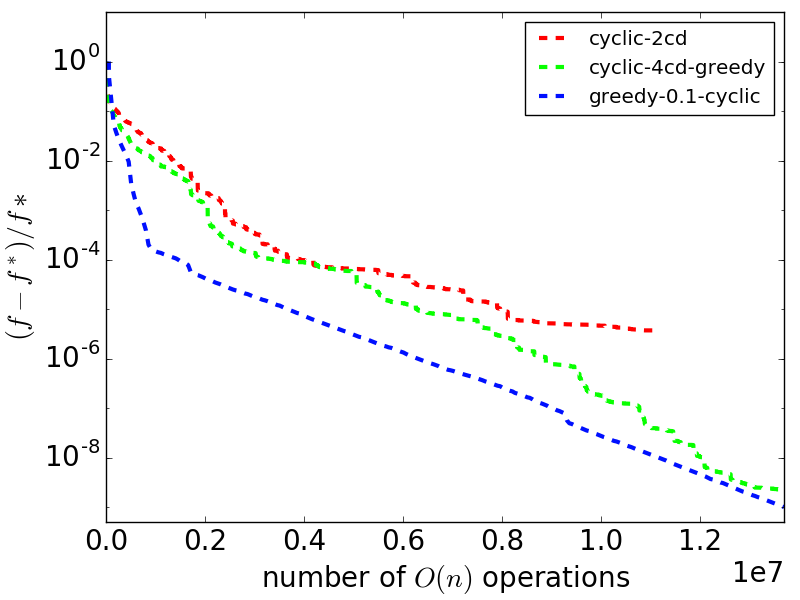 cyclic-2cd
cyclic-4cd-greedy
greedy-0.1-cyclic
10^0
10^-2
10^-4
10^-6
10^-8
(f − f*)/f*
0.0 0.2 0.4 0.6 0.8 1.0 1.2
1e7
number of O(n) operations